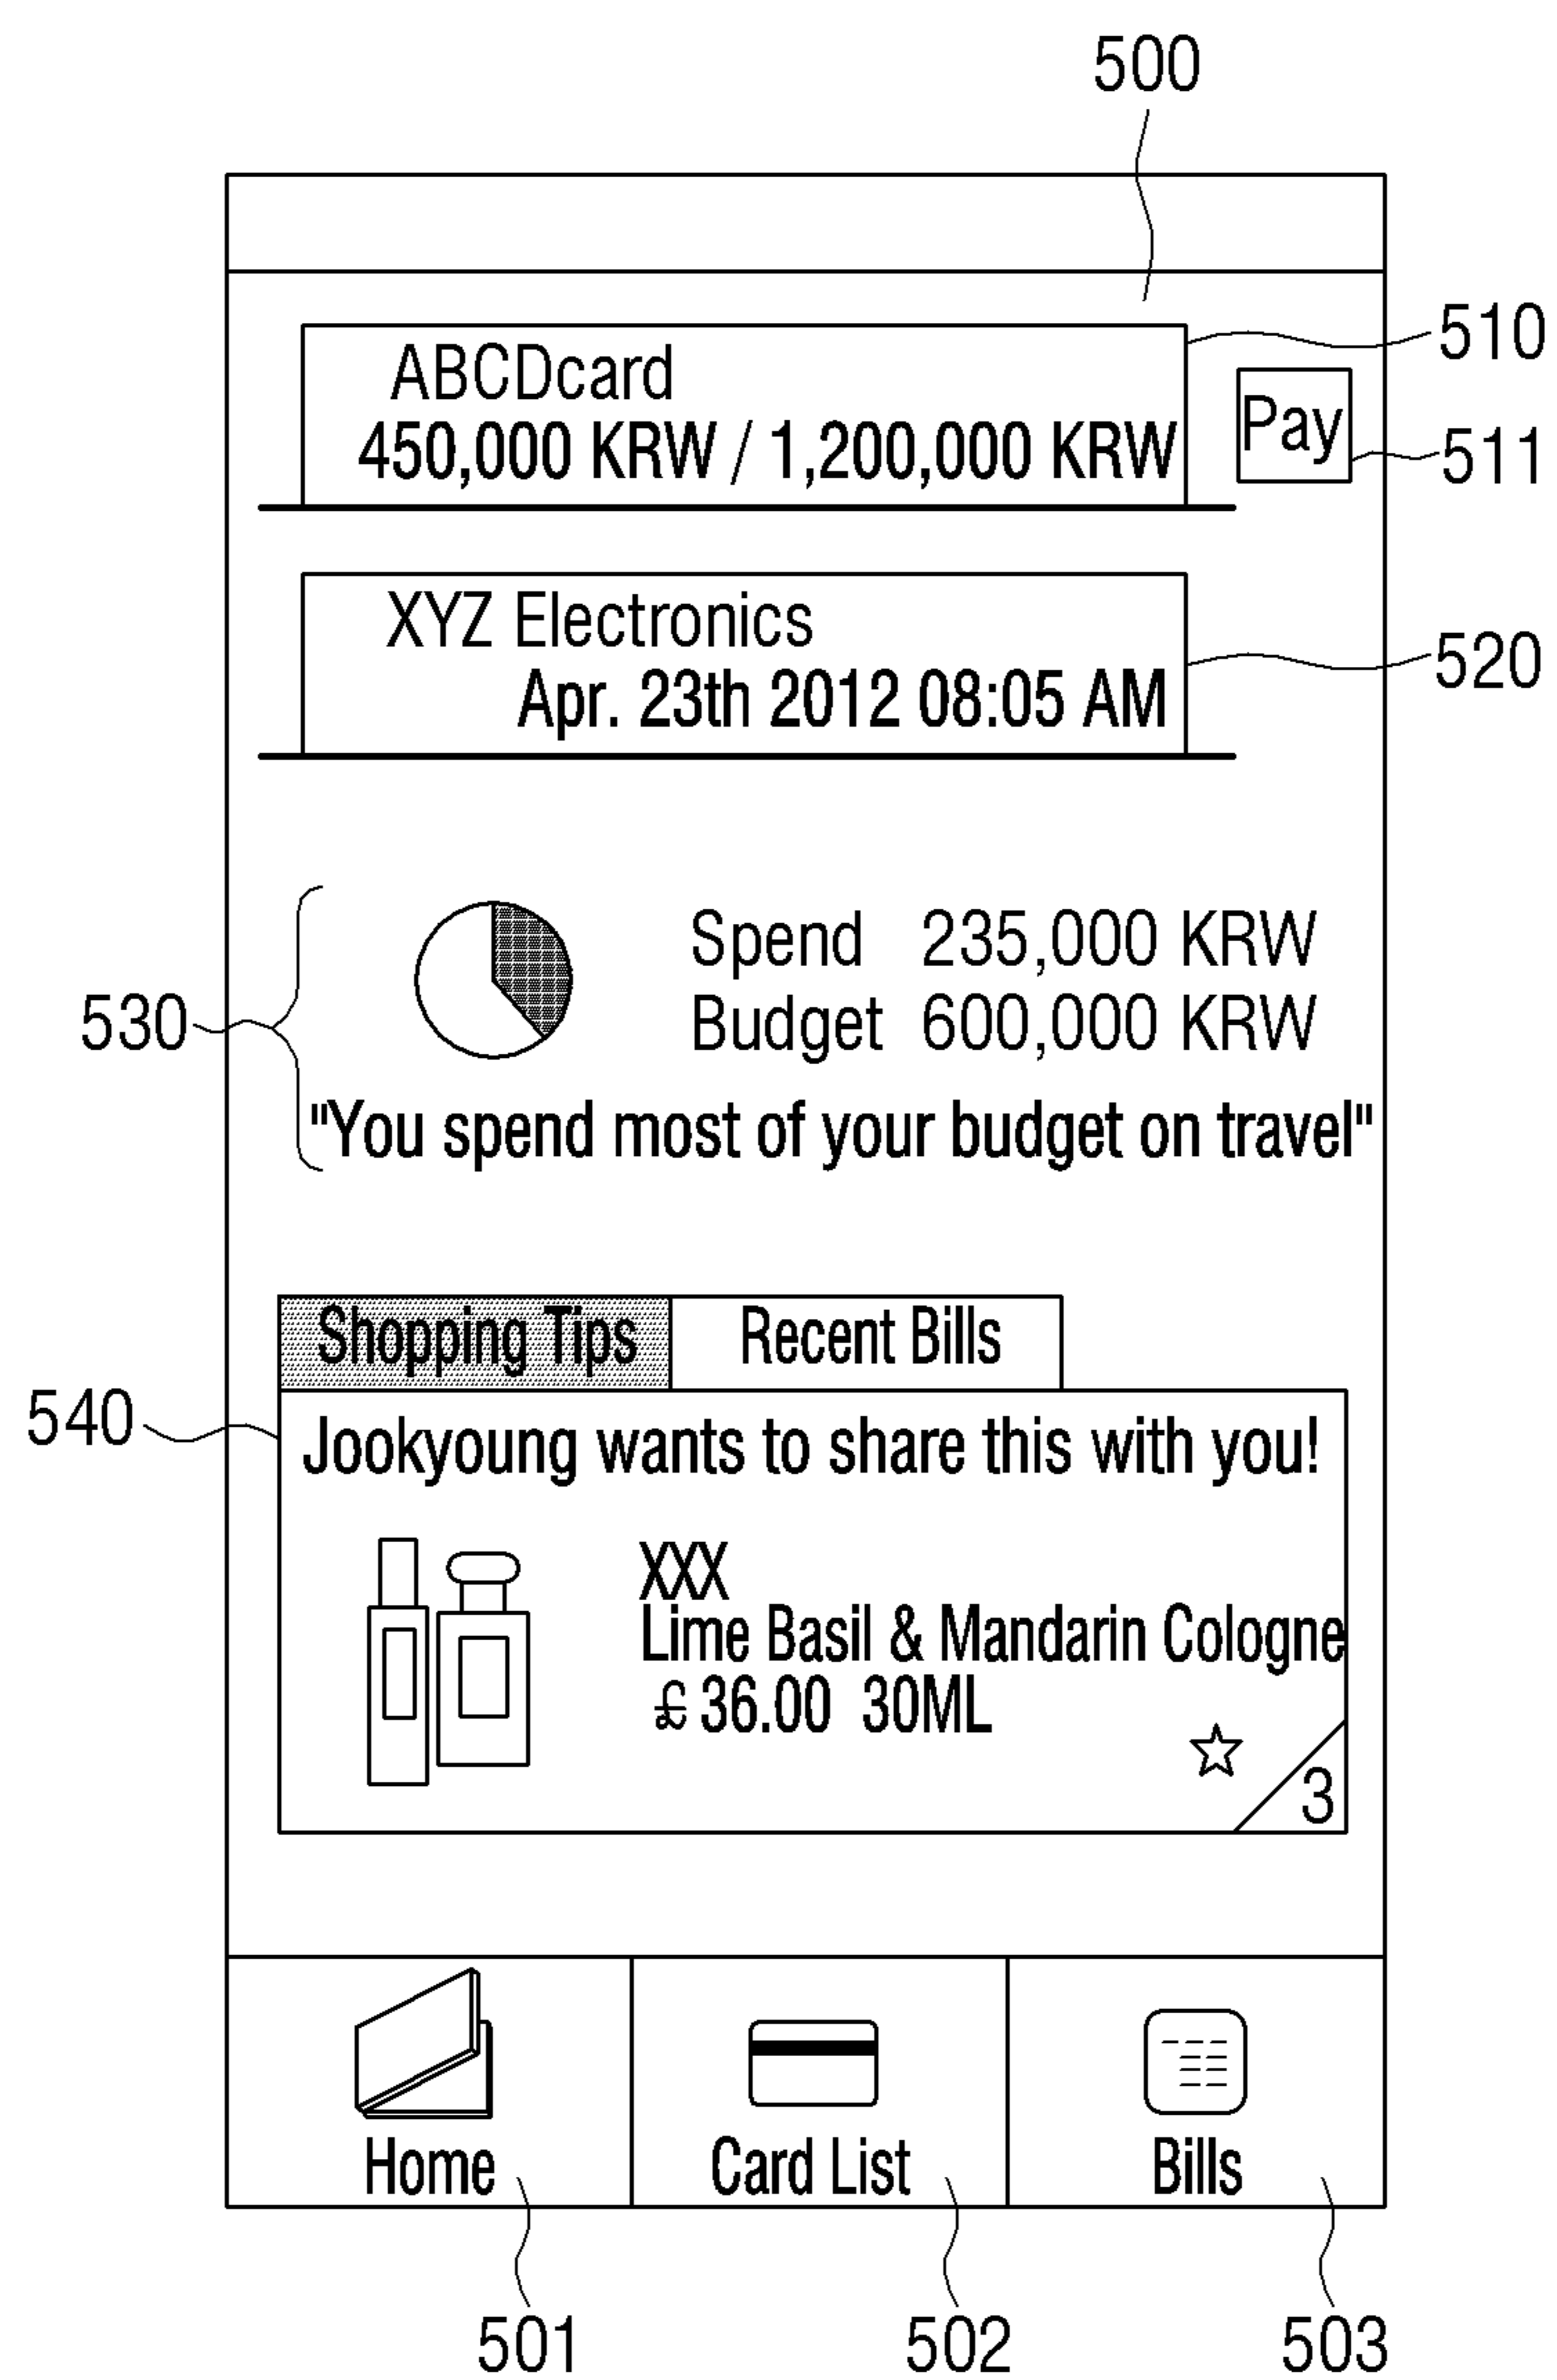 500
ABCDcard
510
450,000 KRW / 1,200,000 KRW
Pay
511
XYZ Electronics
520
Apr. 23th 2012 08:05 AM
Spend 235,000 KRW
530
Budget 600,000 KRW
"You spend most of your budget on travel"
Shopping Tips Recent Bills
540
Jookyoung wants to share this with you!
XXX
Lime Basil & Mandarin Cologne
£36.00 30ML
3
Home Card List Bills
501 502 503